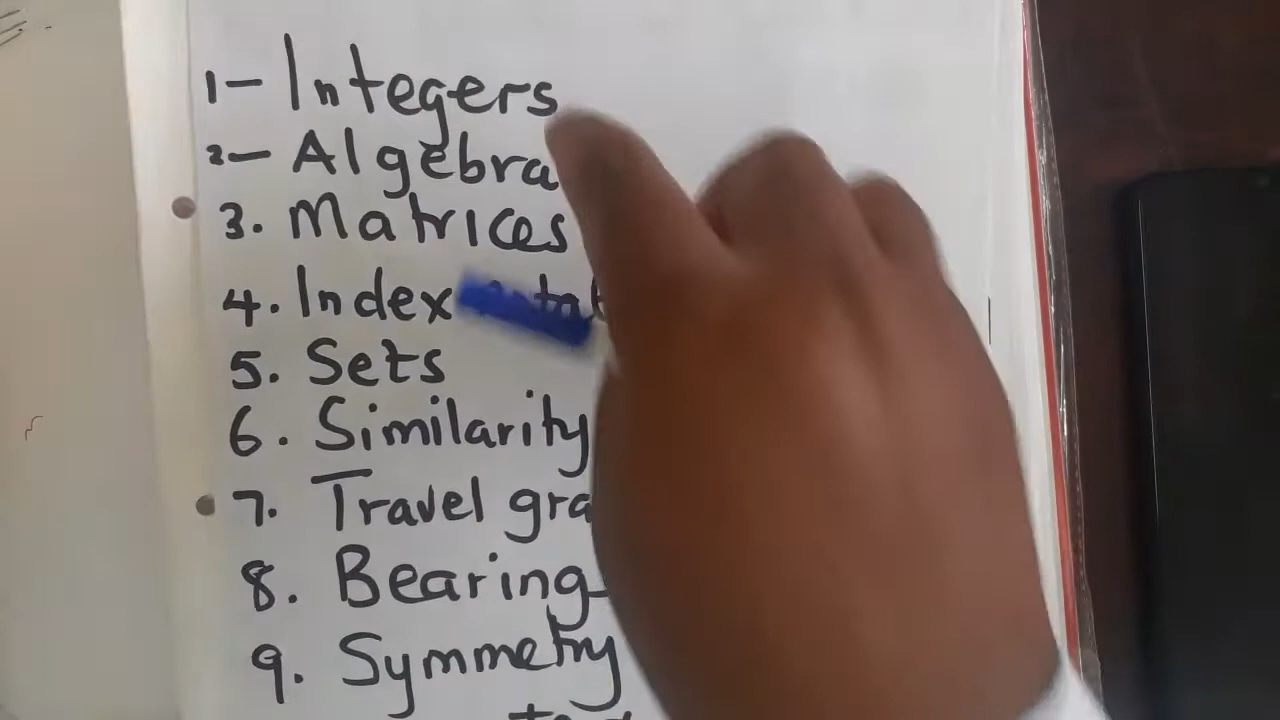 1- Integers
2- Algebra
3. Matrices
4. Index
5. Sets
6. Similarity
7. Travel gra
8. Bearing
9. Symmetry